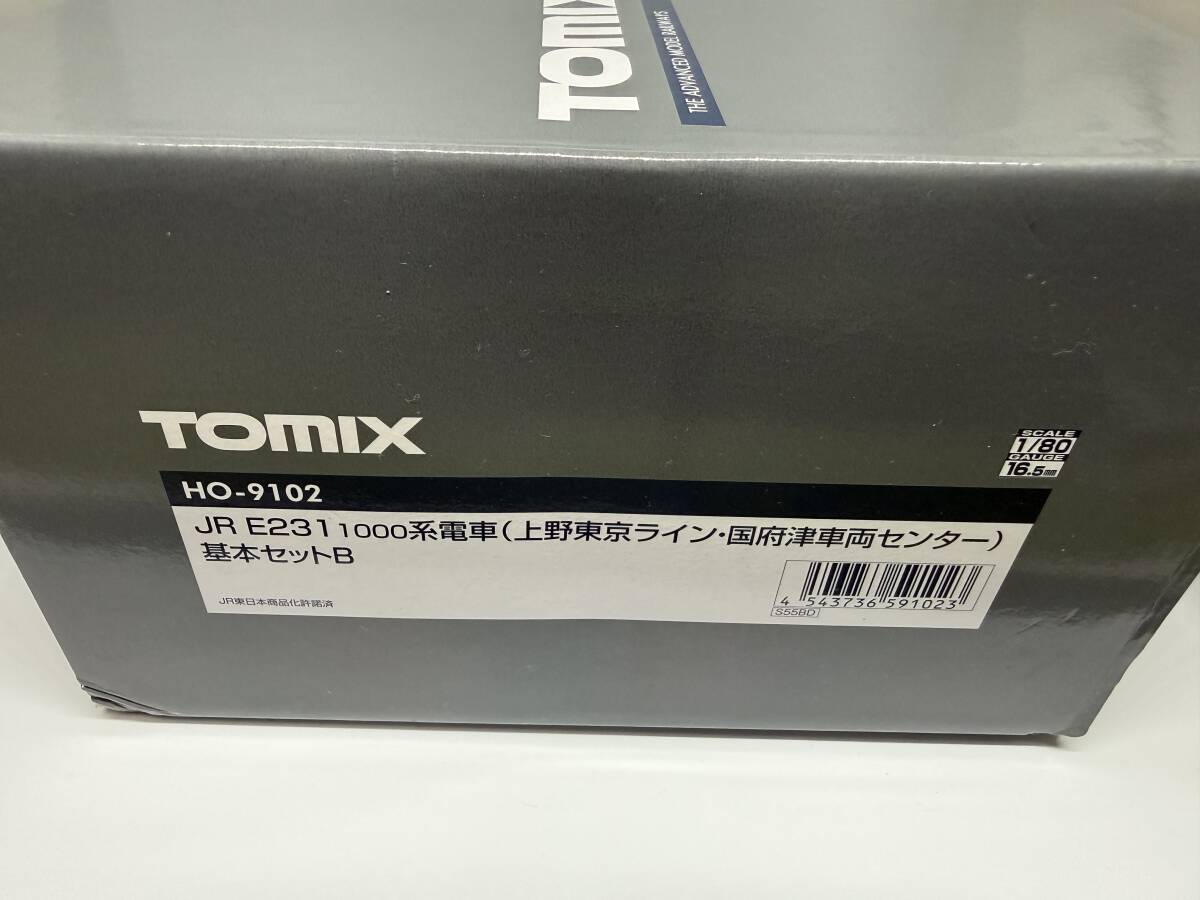 TOMIX
THE ADVANCED MODEL RAILWAYS
TOMIX
SCALE
1/80
GAUGE
16.5mm
HO-9102
JR E231 1000系電車(上野東京ライン・国府津車両センター)
基本セットB
JR東日本商品化許諾済
4 543736 591023
S55BD